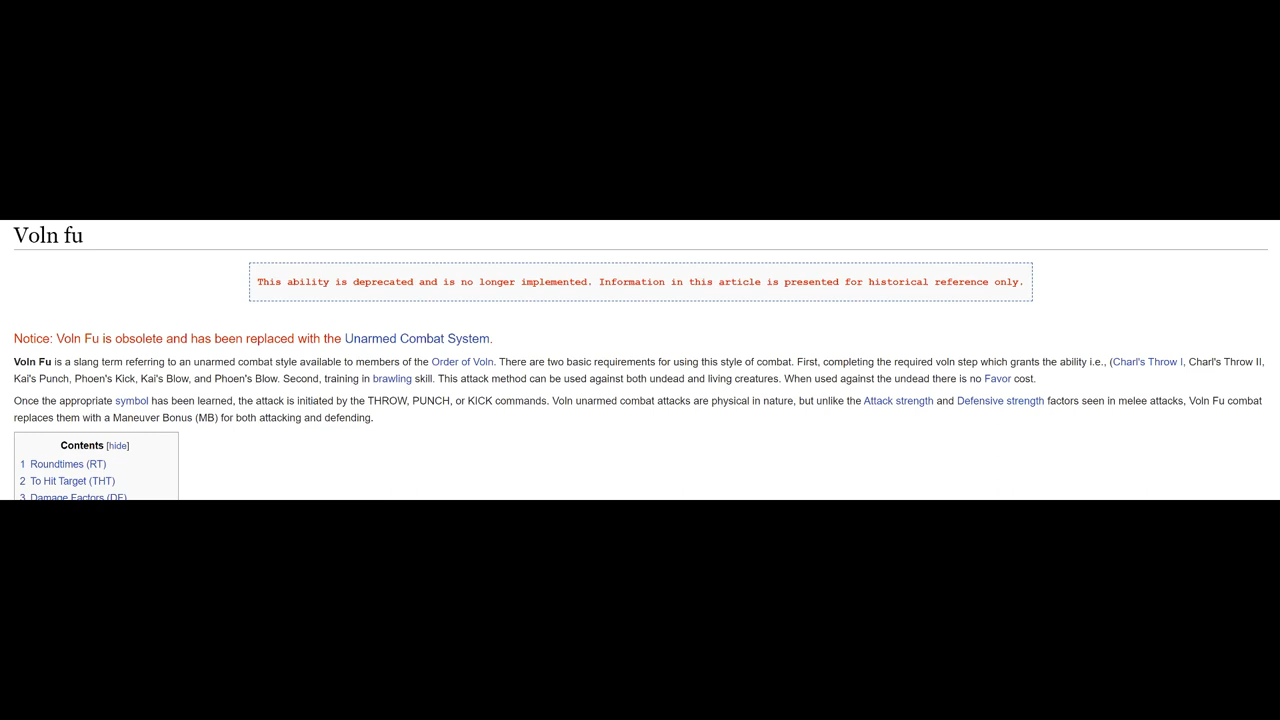 Voln fu
This ability is deprecated and is no longer implemented. Information in this article is presented for historical reference only.
Notice: Voln Fu is obsolete and has been replaced with the Unarmed Combat System.
Voln Fu is a slang term referring to an unarmed combat style available to members of the Order of Voln. There are two basic requirements for using this style of combat. First, completing the required voln step which grants the ability i.e., (Charl's Throw I, Charl's Throw II,
Kai's Punch, Phoen's Kick, Kai's Blow, and Phoen's Blow. Second, training in brawling skill. This attack method can be used against both undead and living creatures. When used against the undead there is no Favor cost.
Once the appropriate symbol has been learned, the attack is initiated by the THROW, PUNCH, or KICK commands. Voln unarmed combat attacks are physical in nature, but unlike the Attack strength and Defensive strength factors seen in melee attacks, Voln Fu combat
replaces them with a Maneuver Bonus (MB) for both attacking and defending.
Contents [hide]
1 Roundtimes (RT)
2 To Hit Target (THT)
3 Damage Factors (DF)